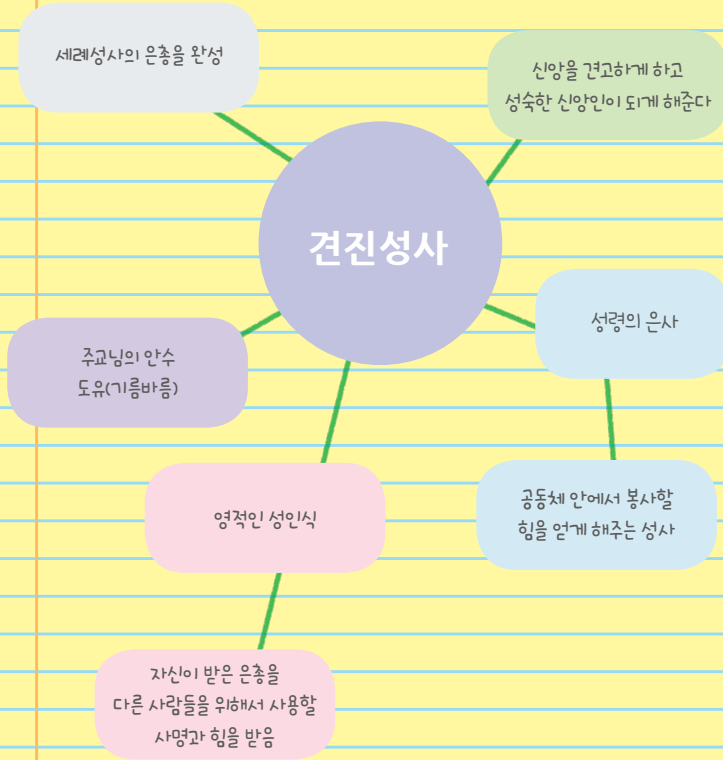 세례성사의 은총을 완성
신앙을 견고하게 하고
성숙한 신앙인이 되게 해준다
견진성사
성령의 은사
주교님의 안수
도유(기름바름)
영적인 성인식
공동체 안에서 봉사할
힘을 얻게 해주는 성사
자신이 받은 은총을
다른 사람들을 위해서 사용할
사명과 힘을 받음